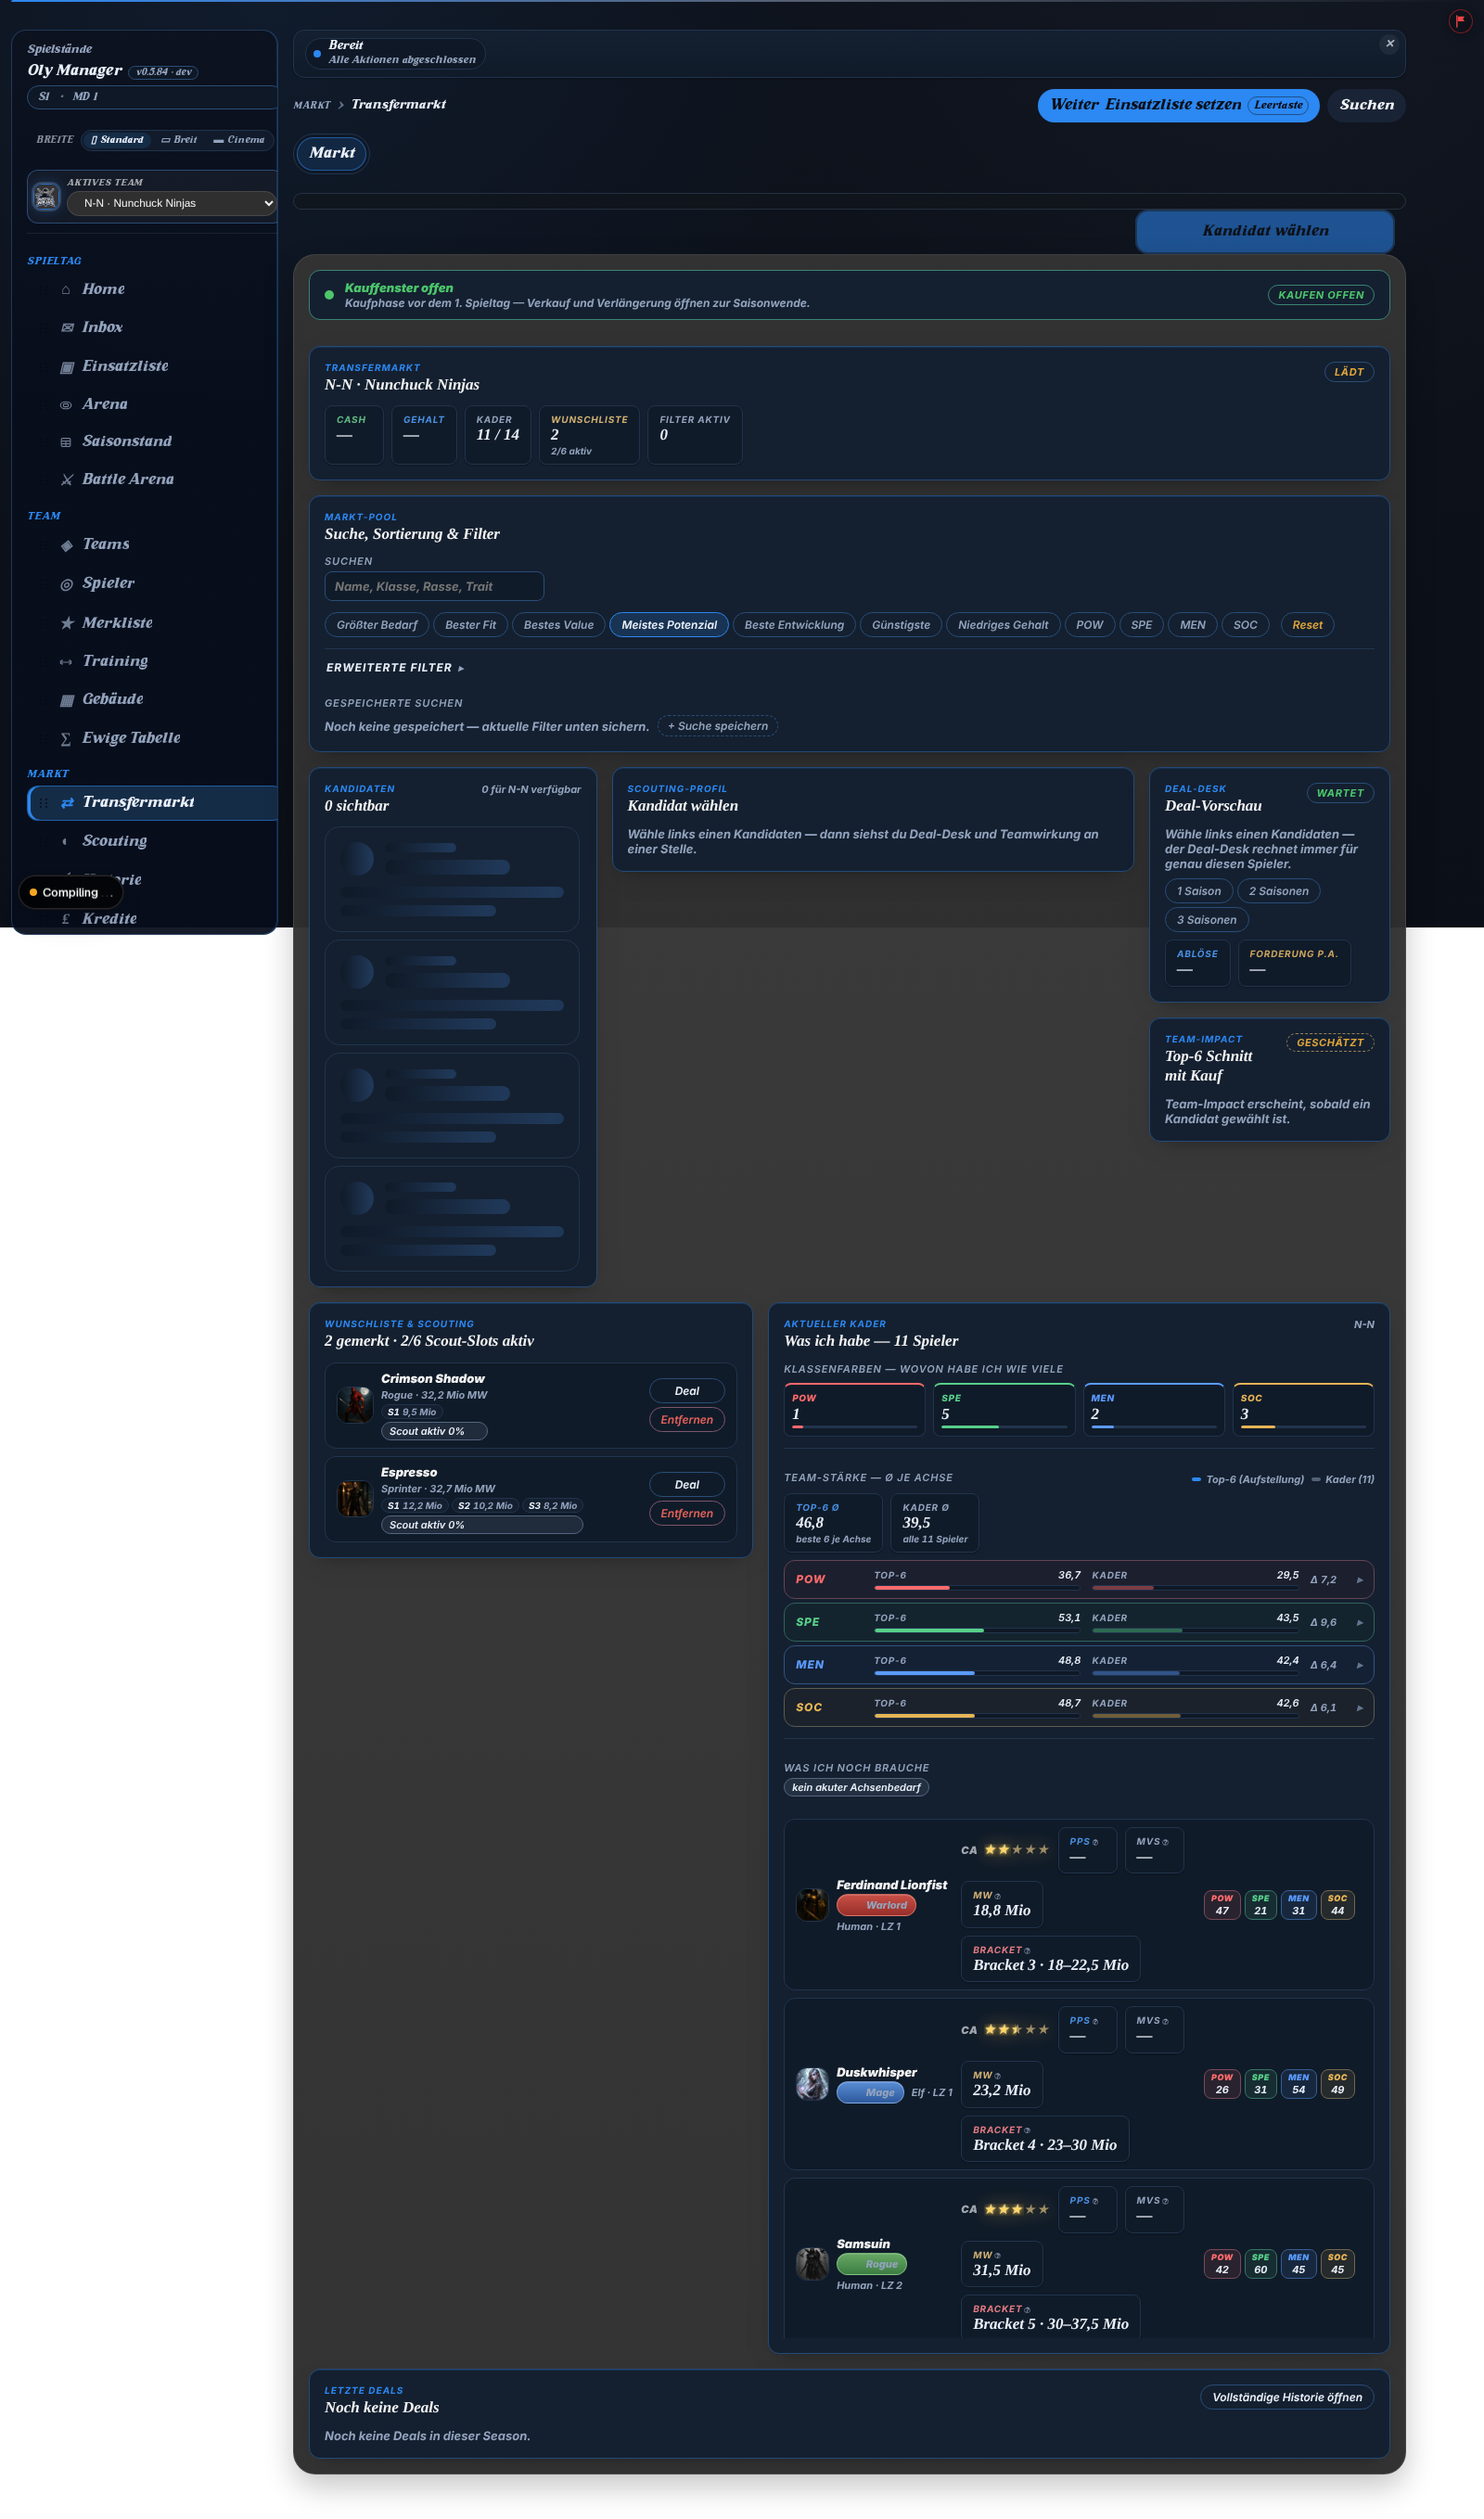 Spielstände
Oly Manager v0.5.84 · dev
S1 · MD 1
BREITE Standard Breit Cinema
AKTIVES TEAM
N-N · Nunchuck Ninjas
SPIELTAG
Home
Inbox
Einsatzliste
Arena
Saisonstand
Battle Arena
TEAM
Teams
Spieler
Merkliste
Training
Gebäude
Ewige Tabelle
MARKT
Transfermarkt
Scouting
Kredite
Compiling ...
Bereit
Alle Aktionen abgeschlossen
MARKT > Transfermarkt
Weiter Einsatzliste setzen Leertaste Suchen
Markt
Kandidat wählen
Kauffenster offen
Kaufphase vor dem 1. Spieltag — Verkauf und Verlängerung öffnen zur Saisonwende.
KAUFEN OFFEN
TRANSFERMARKT
N-N · Nunchuck Ninjas
LÄDT
CASH
—
GEHALT
—
KADER
11 / 14
WUNSCHLISTE
2
2/6 aktiv
FILTER AKTIV
0
MARKT-POOL
Suche, Sortierung & Filter
SUCHEN
Name, Klasse, Rasse, Trait
Größter Bedarf Bester Fit Bestes Value Meistes Potenzial Beste Entwicklung Günstigste Niedriges Gehalt POW SPE MEN SOC Reset
ERWEITERTE FILTER ▸
GESPEICHERTE SUCHEN
Noch keine gespeichert — aktuelle Filter unten sichern. + Suche speichern
KANDIDATEN
0 sichtbar
0 für N-N verfügbar
SCOUTING-PROFIL
Kandidat wählen
Wähle links einen Kandidaten — dann siehst du Deal-Desk und Teamwirkung an
einer Stelle.
DEAL-DESK
Deal-Vorschau
WARTET
Wähle links einen Kandidaten —
der Deal-Desk rechnet immer für
genau diesen Spieler.
1 Saison 2 Saisonen
3 Saisonen
ABLÖSE
—
FORDERUNG P.A.
—
TEAM-IMPACT
Top-6 Schnitt
mit Kauf
GESCHÄTZT
Team-Impact erscheint, sobald ein
Kandidat gewählt ist.
WUNSCHLISTE & SCOUTING
2 gemerkt · 2/6 Scout-Slots aktiv
Crimson Shadow
Rogue · 32,2 Mio MW
S1 9,5 Mio
Scout aktiv 0%
Deal
Entfernen
Espresso
Sprinter · 32,7 Mio MW
S1 12,2 Mio S2 10,2 Mio S3 8,2 Mio
Scout aktiv 0%
Deal
Entfernen
AKTUELLER KADER
Was ich habe — 11 Spieler
N-N
KLASSENFARBEN — WOVON HABE ICH WIE VIELE
POW
1
SPE
5
MEN
2
SOC
3
TEAM-STÄRKE — Ø JE ACHSE
Top-6 (Aufstellung) Kader (11)
TOP-6 Ø
46,8
beste 6 je Achse
KADER Ø
39,5
alle 11 Spieler
POW TOP-6 36,7 KADER 29,5 Δ 7,2 ▸
SPE TOP-6 53,1 KADER 43,5 Δ 9,6 ▸
MEN TOP-6 48,8 KADER 42,4 Δ 6,4 ▸
SOC TOP-6 48,7 KADER 42,6 Δ 6,1 ▸
WAS ICH NOCH BRAUCHE
kein akuter Achsenbedarf
Ferdinand Lionfist
Warlord
Human · LZ 1
CA
PPS ?
—
MVS ?
—
MW ?
18,8 Mio
BRACKET ?
Bracket 3 · 18–22,5 Mio
POW SPE MEN SOC
47 21 31 44
Duskwhisper
Mage Elf · LZ 1
CA
PPS ?
—
MVS ?
—
MW ?
23,2 Mio
BRACKET ?
Bracket 4 · 23–30 Mio
POW SPE MEN SOC
26 31 54 49
Samsuin
Rogue
Human · LZ 2
CA
PPS ?
—
MVS ?
—
MW ?
31,5 Mio
BRACKET ?
Bracket 5 · 30–37,5 Mio
POW SPE MEN SOC
42 60 45 45
LETZTE DEALS
Noch keine Deals
Vollständige Historie öffnen
Noch keine Deals in dieser Season.